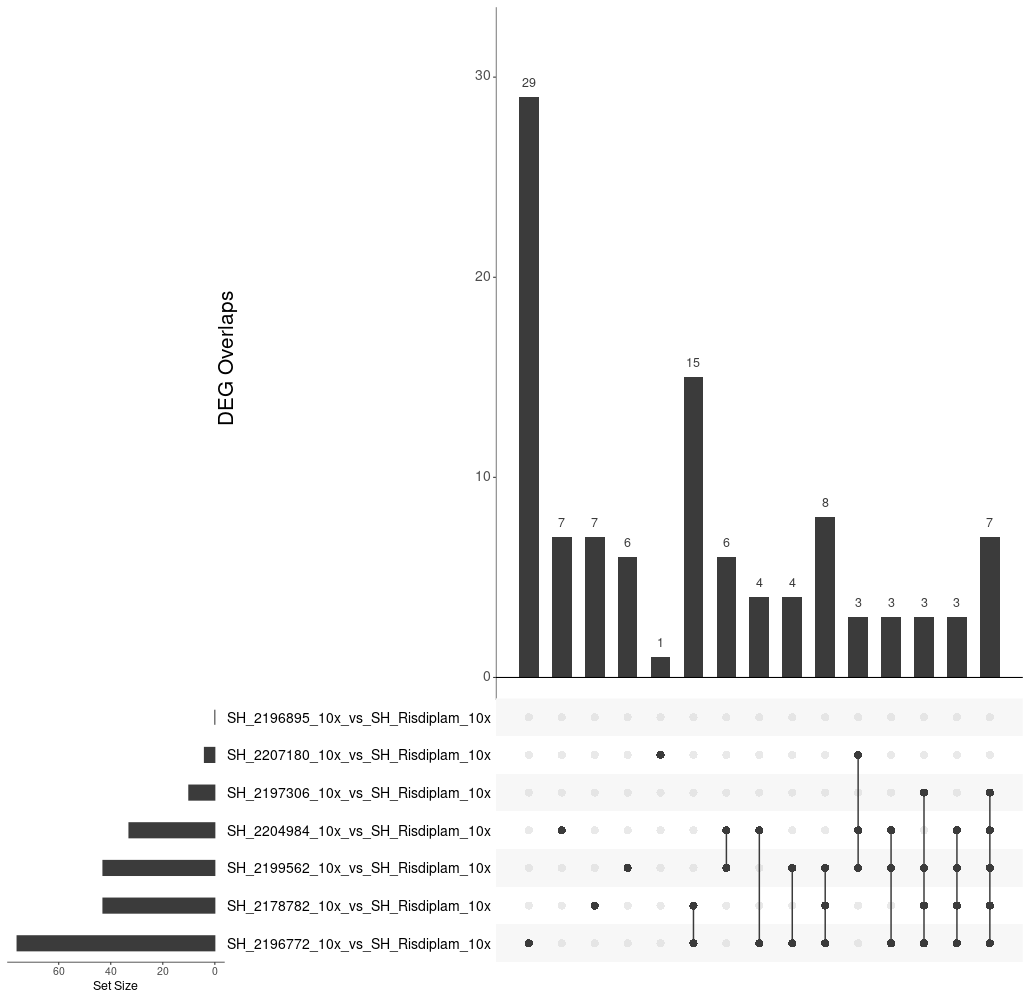 30
20
10
0
DEG Overlaps
29
7
7
6
1
15
6
4
4
8
3
3
3
3
7
SH_2196895_10x_vs_SH_Risdiplam_10x
SH_2207180_10x_vs_SH_Risdiplam_10x
SH_2197306_10x_vs_SH_Risdiplam_10x
SH_2204984_10x_vs_SH_Risdiplam_10x
SH_2199562_10x_vs_SH_Risdiplam_10x
SH_2178782_10x_vs_SH_Risdiplam_10x
SH_2196772_10x_vs_SH_Risdiplam_10x
60 40 20 0
Set Size